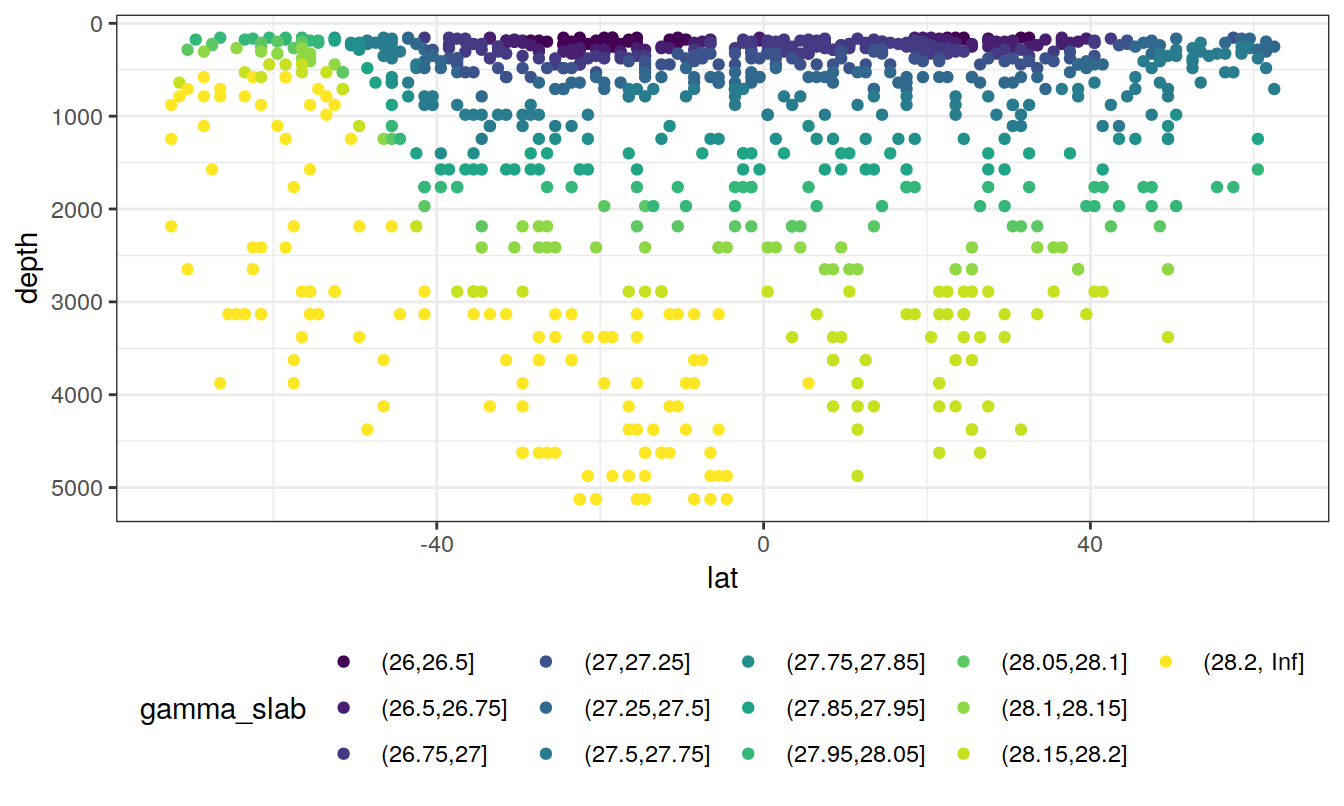 0
1000
2000
3000
4000
5000
depth
-40 0 40
lat
gamma_slab
(26,26.5] (27,27.25] (27.75,27.85] (28.05,28.1] (28.2, Inf]
(26.5,26.75] (27.25,27.5] (27.85,27.95] (28.1,28.15]
(26.75,27] (27.5,27.75] (27.95,28.05] (28.15,28.2]